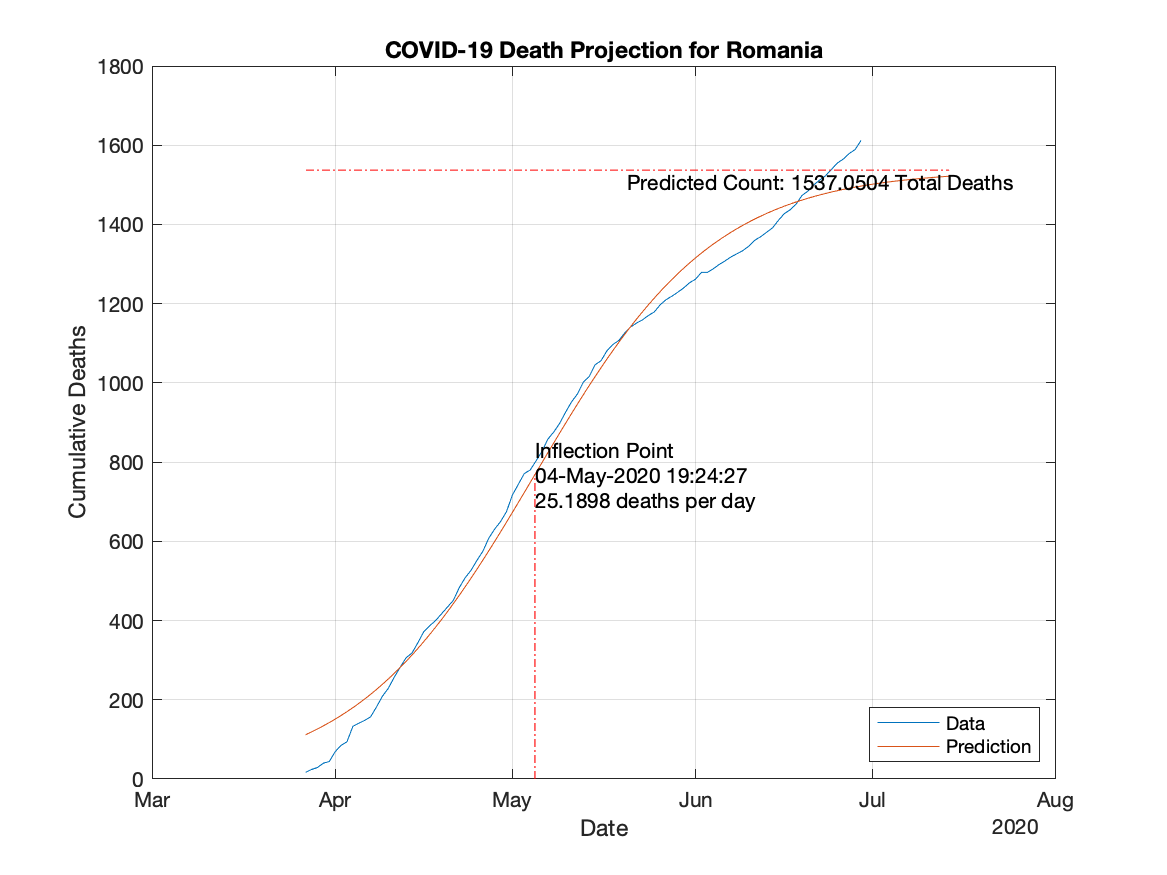 COVID-19 Death Projection for Romania
1800
1600
1400
1200
1000
800
600
400
200
0
Cumulative Deaths
Predicted Count: 1537.0504 Total Deaths
Inflection Point
04-May-2020 19:24:27
25.1898 deaths per day
Data
Prediction
Mar Apr May Jun Jul Aug
Date
2020